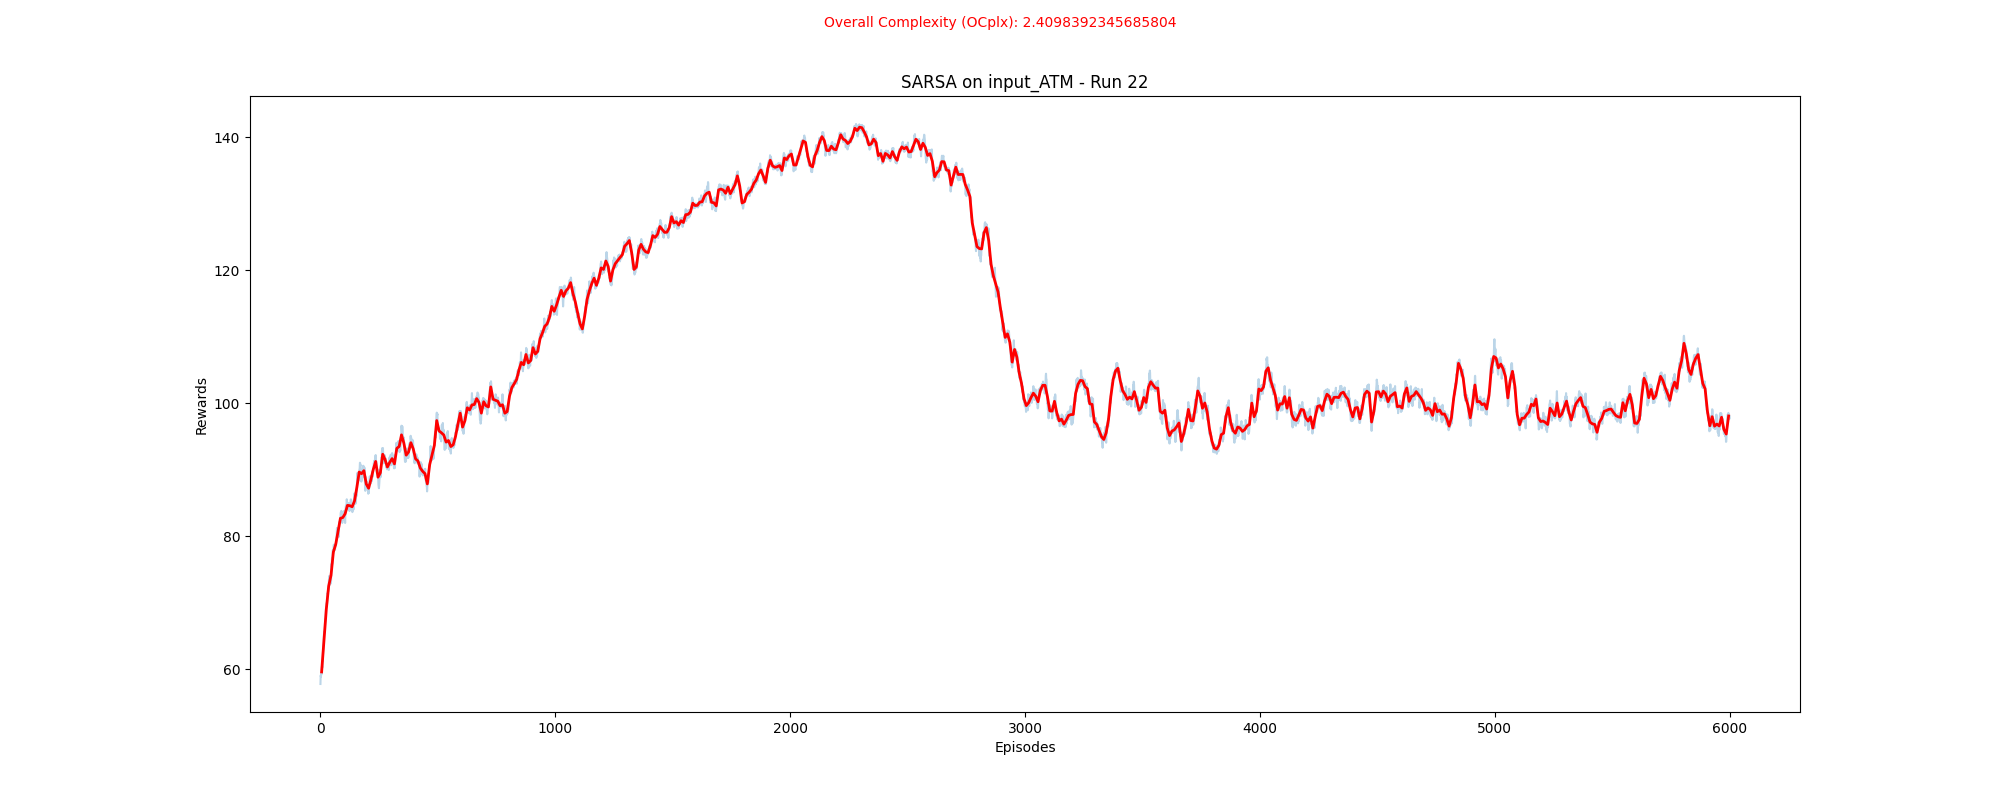 Overall Complexity (OCplx): 2.4098392345685804
SARSA on input_ATM - Run 22
140
120
100
80
60
Rewards
0 1000 2000 3000 4000 5000 6000
Episodes